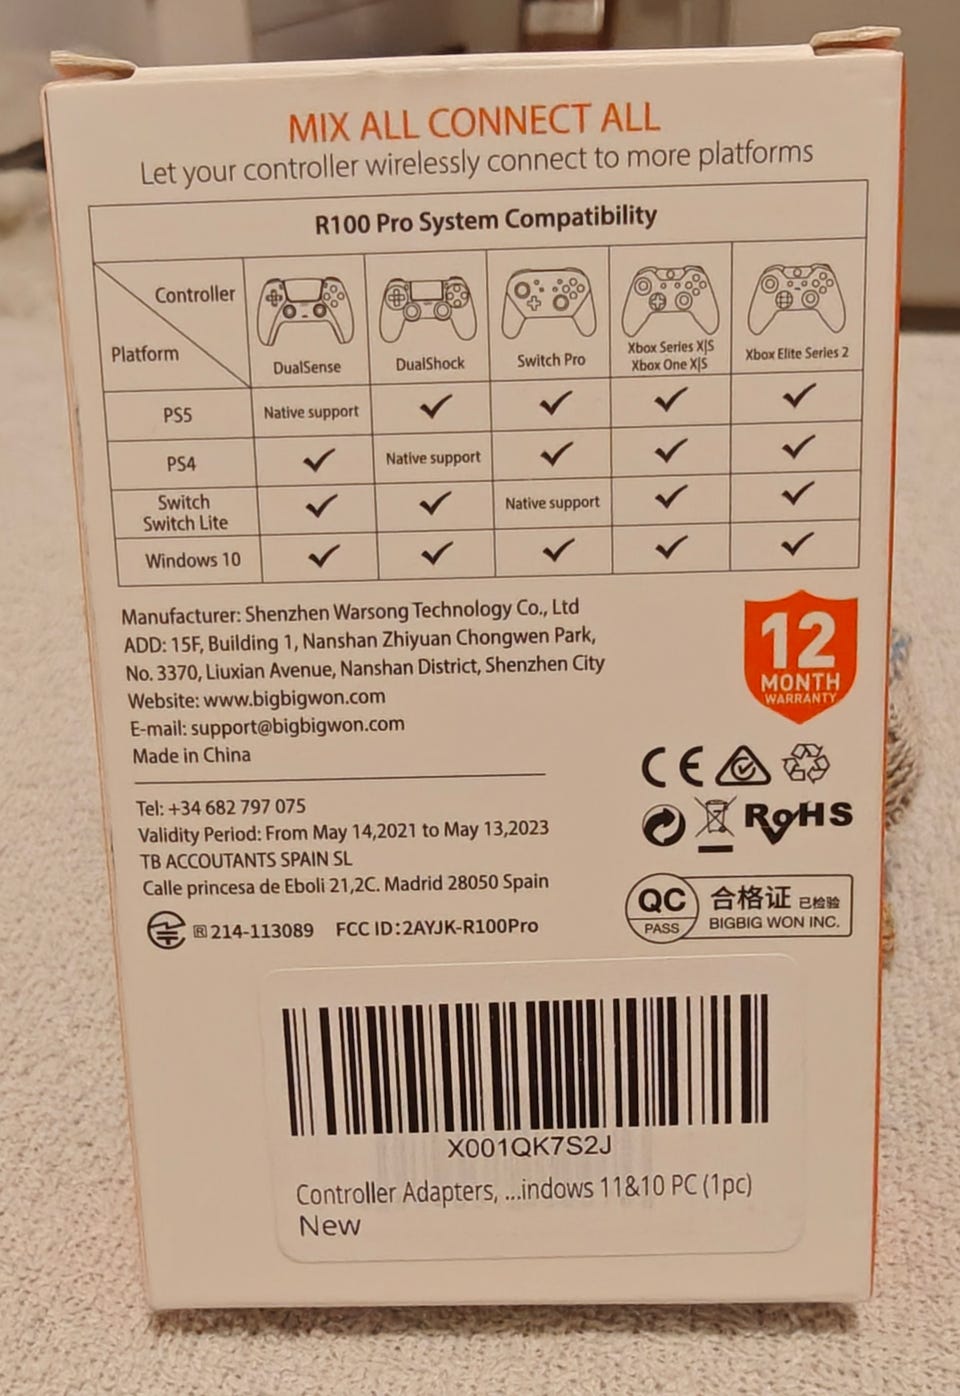 MIX ALL CONNECT ALL
Let your controller wirelessly connect to more platforms
R100 Pro System Compatibility
Controller
Platform
DualSense
DualShock
Switch Pro
Xbox Series X|S
Xbox One X|S
Xbox Elite Series 2
PS5 Native support ✓ ✓ ✓ ✓
PS4 ✓ Native support ✓ ✓ ✓
Switch
Switch Lite ✓ ✓ Native support ✓ ✓
Windows 10 ✓ ✓ ✓ ✓ ✓
Manufacturer: Shenzhen Warsong Technology Co., Ltd
ADD: 15F, Building 1, Nanshan Zhiyuan Chongwen Park,
No. 3370, Liuxian Avenue, Nanshan District, Shenzhen City
Website: www.bigbigwon.com
E-mail: support@bigbigwon.com
Made in China
12
MONTH
WARRANTY
Tel: +34 682 797 075
Validity Period: From May 14,2021 to May 13,2023
TB ACCOUTANTS SPAIN SL
Calle princesa de Eboli 21,2C. Madrid 28050 Spain
R 214-113089 FCC ID:2AYJK-R100Pro
CE
RoHS
QC
PASS
合格证 已检验
BIGBIG WON INC.
X001QK7S2J
Controller Adapters, ...indows 11&10 PC (1pc)
New